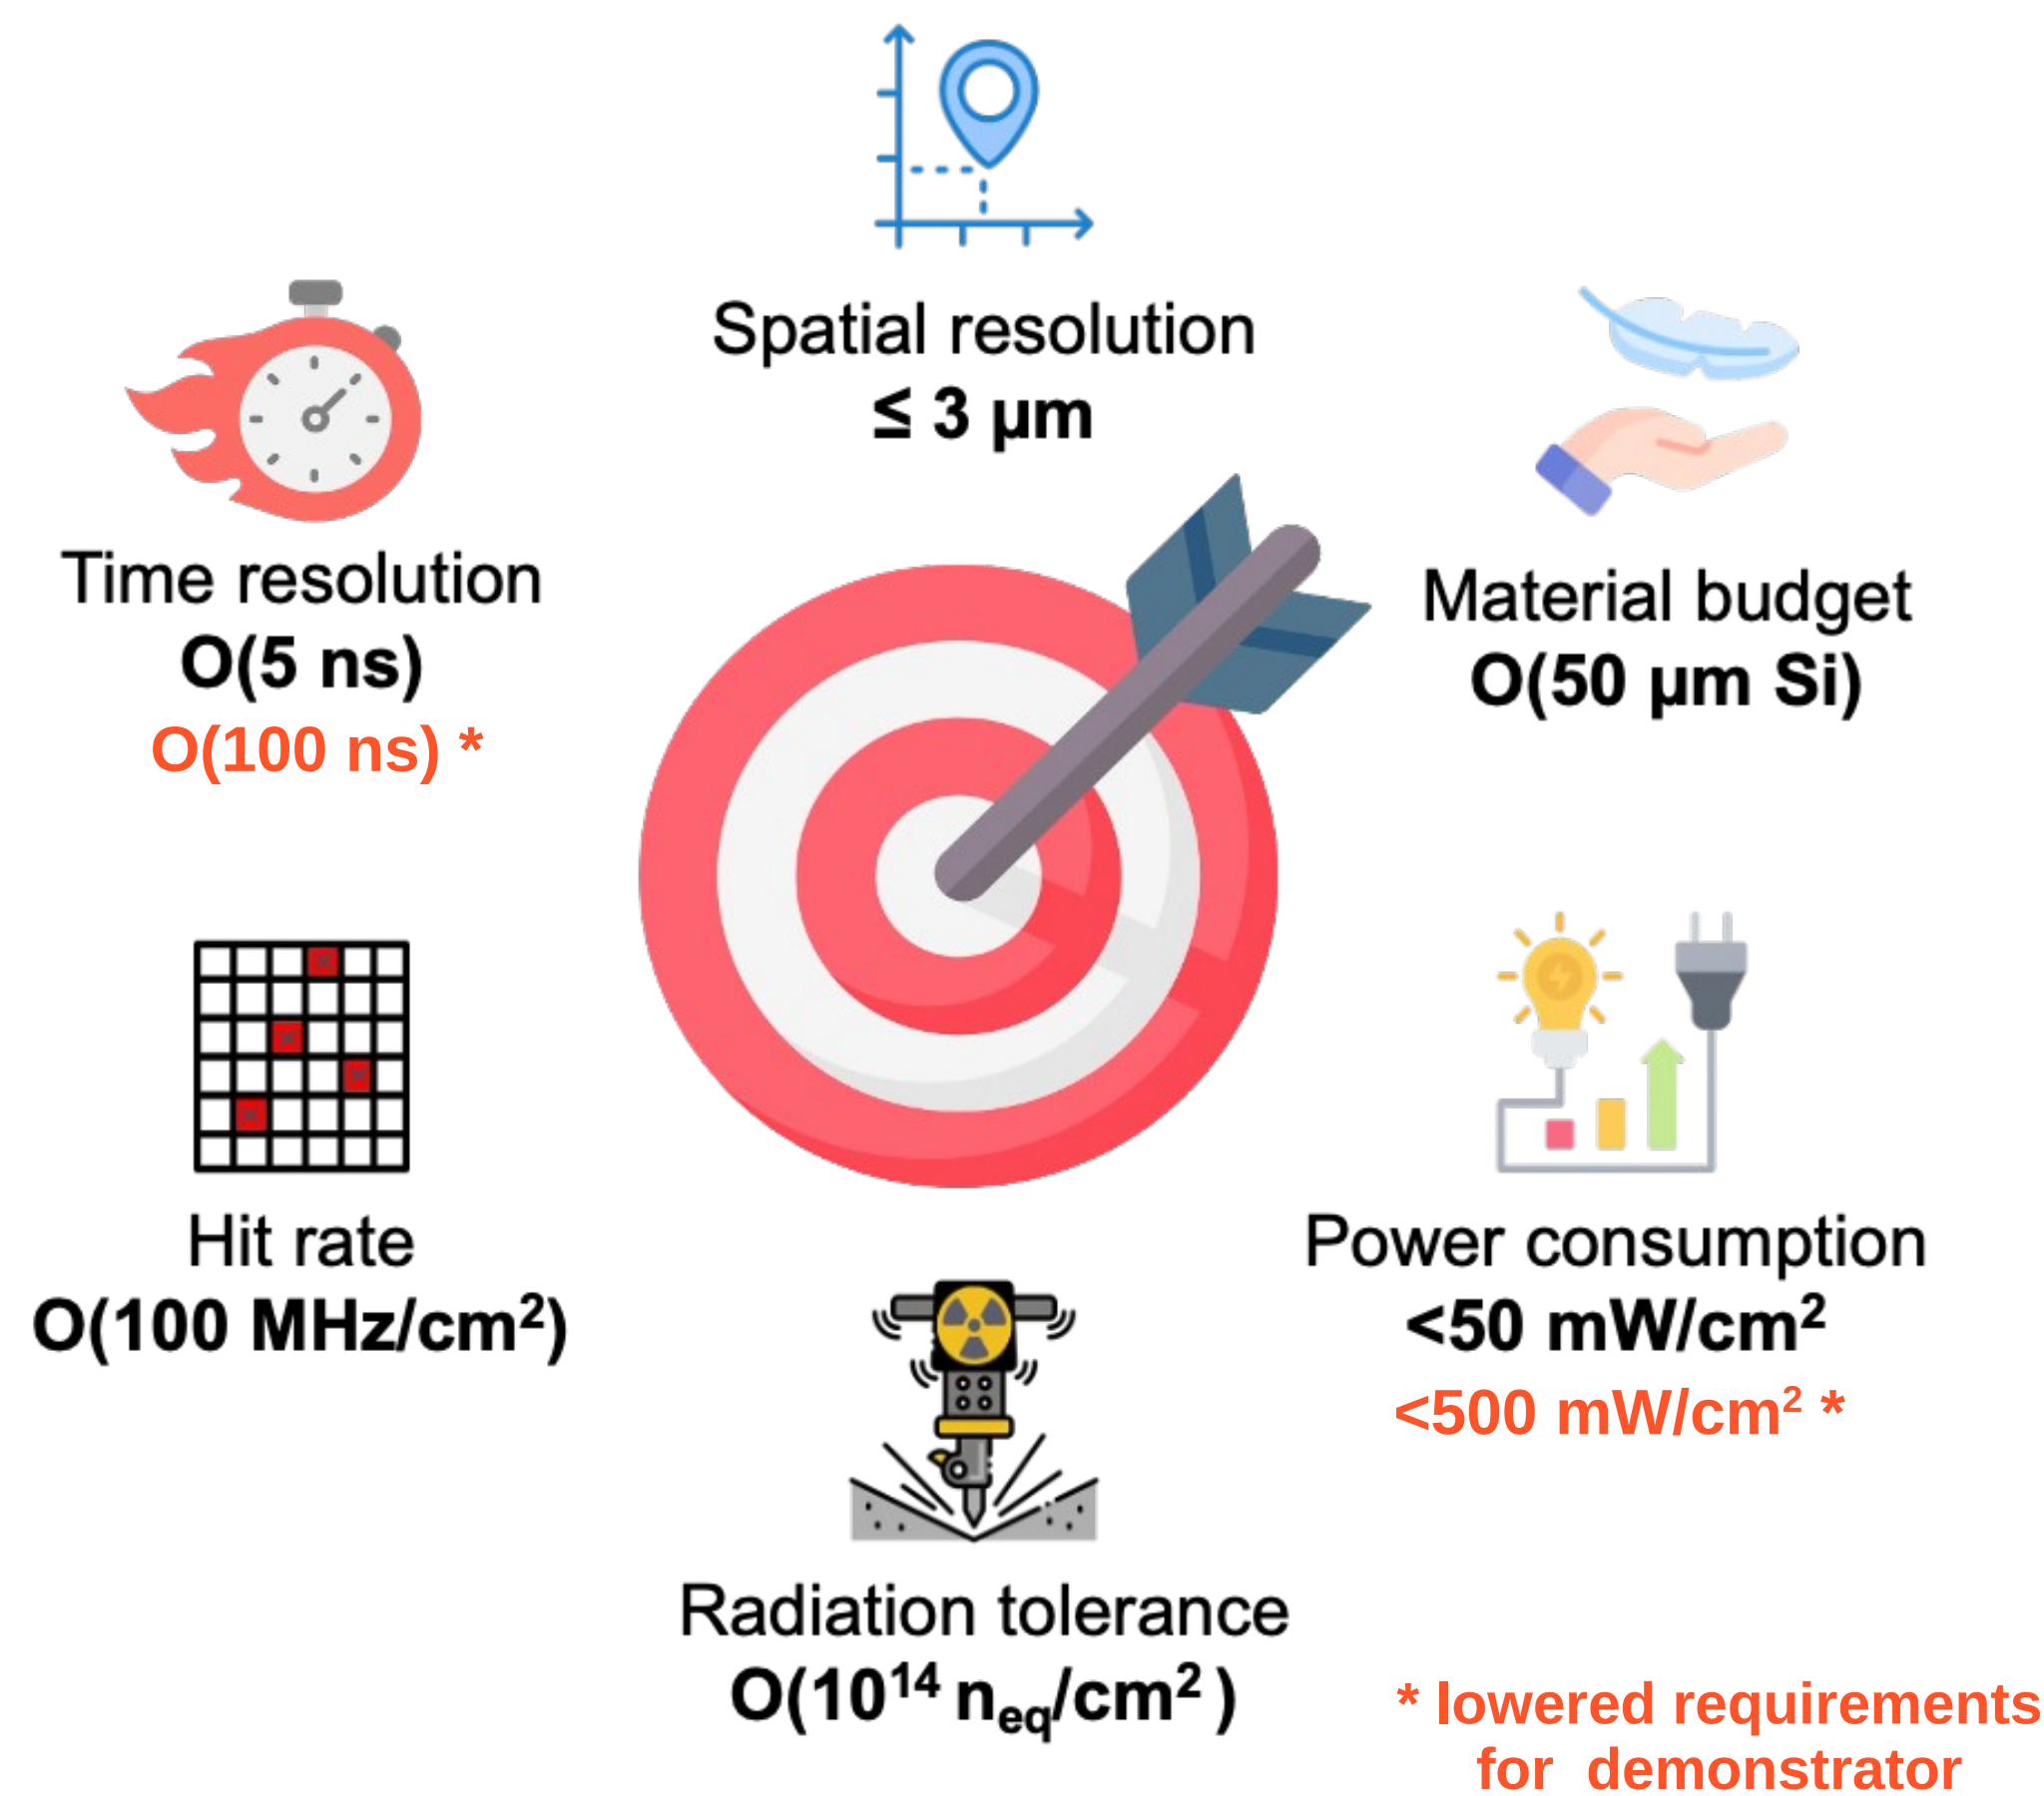 Spatial resolution
≤ 3 µm
Time resolution
O(5 ns)
O(100 ns) *
Material budget
O(50 µm Si)
Hit rate
O(100 MHz/cm²)
Power consumption
<50 mW/cm²
<500 mW/cm² *
Radiation tolerance
O(10¹⁴ neq/cm² )
* lowered requirements
for demonstrator